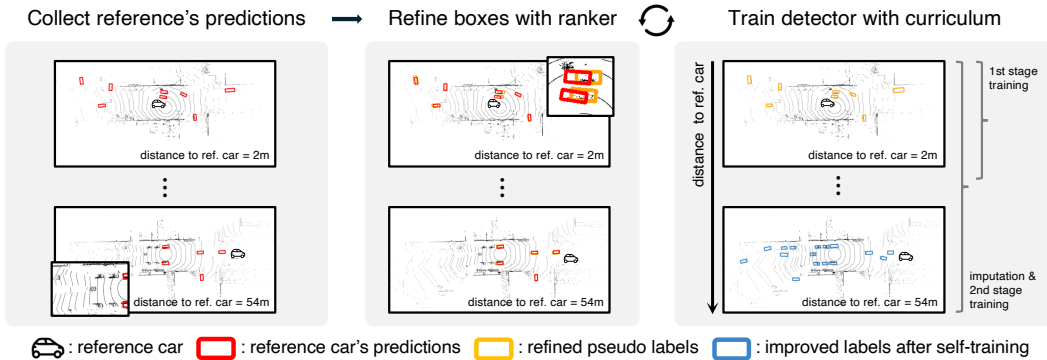 Collect reference's predictions
Refine boxes with ranker
Train detector with curriculum
distance to ref. car = 2m
distance to ref. car = 54m
distance to ref. car = 2m
distance to ref. car = 54m
distance to ref. car
distance to ref. car = 2m
distance to ref. car = 54m
1st stage
training
imputation &
2nd stage
training
: reference car
: reference car's predictions
: refined pseudo labels
: improved labels after self-training